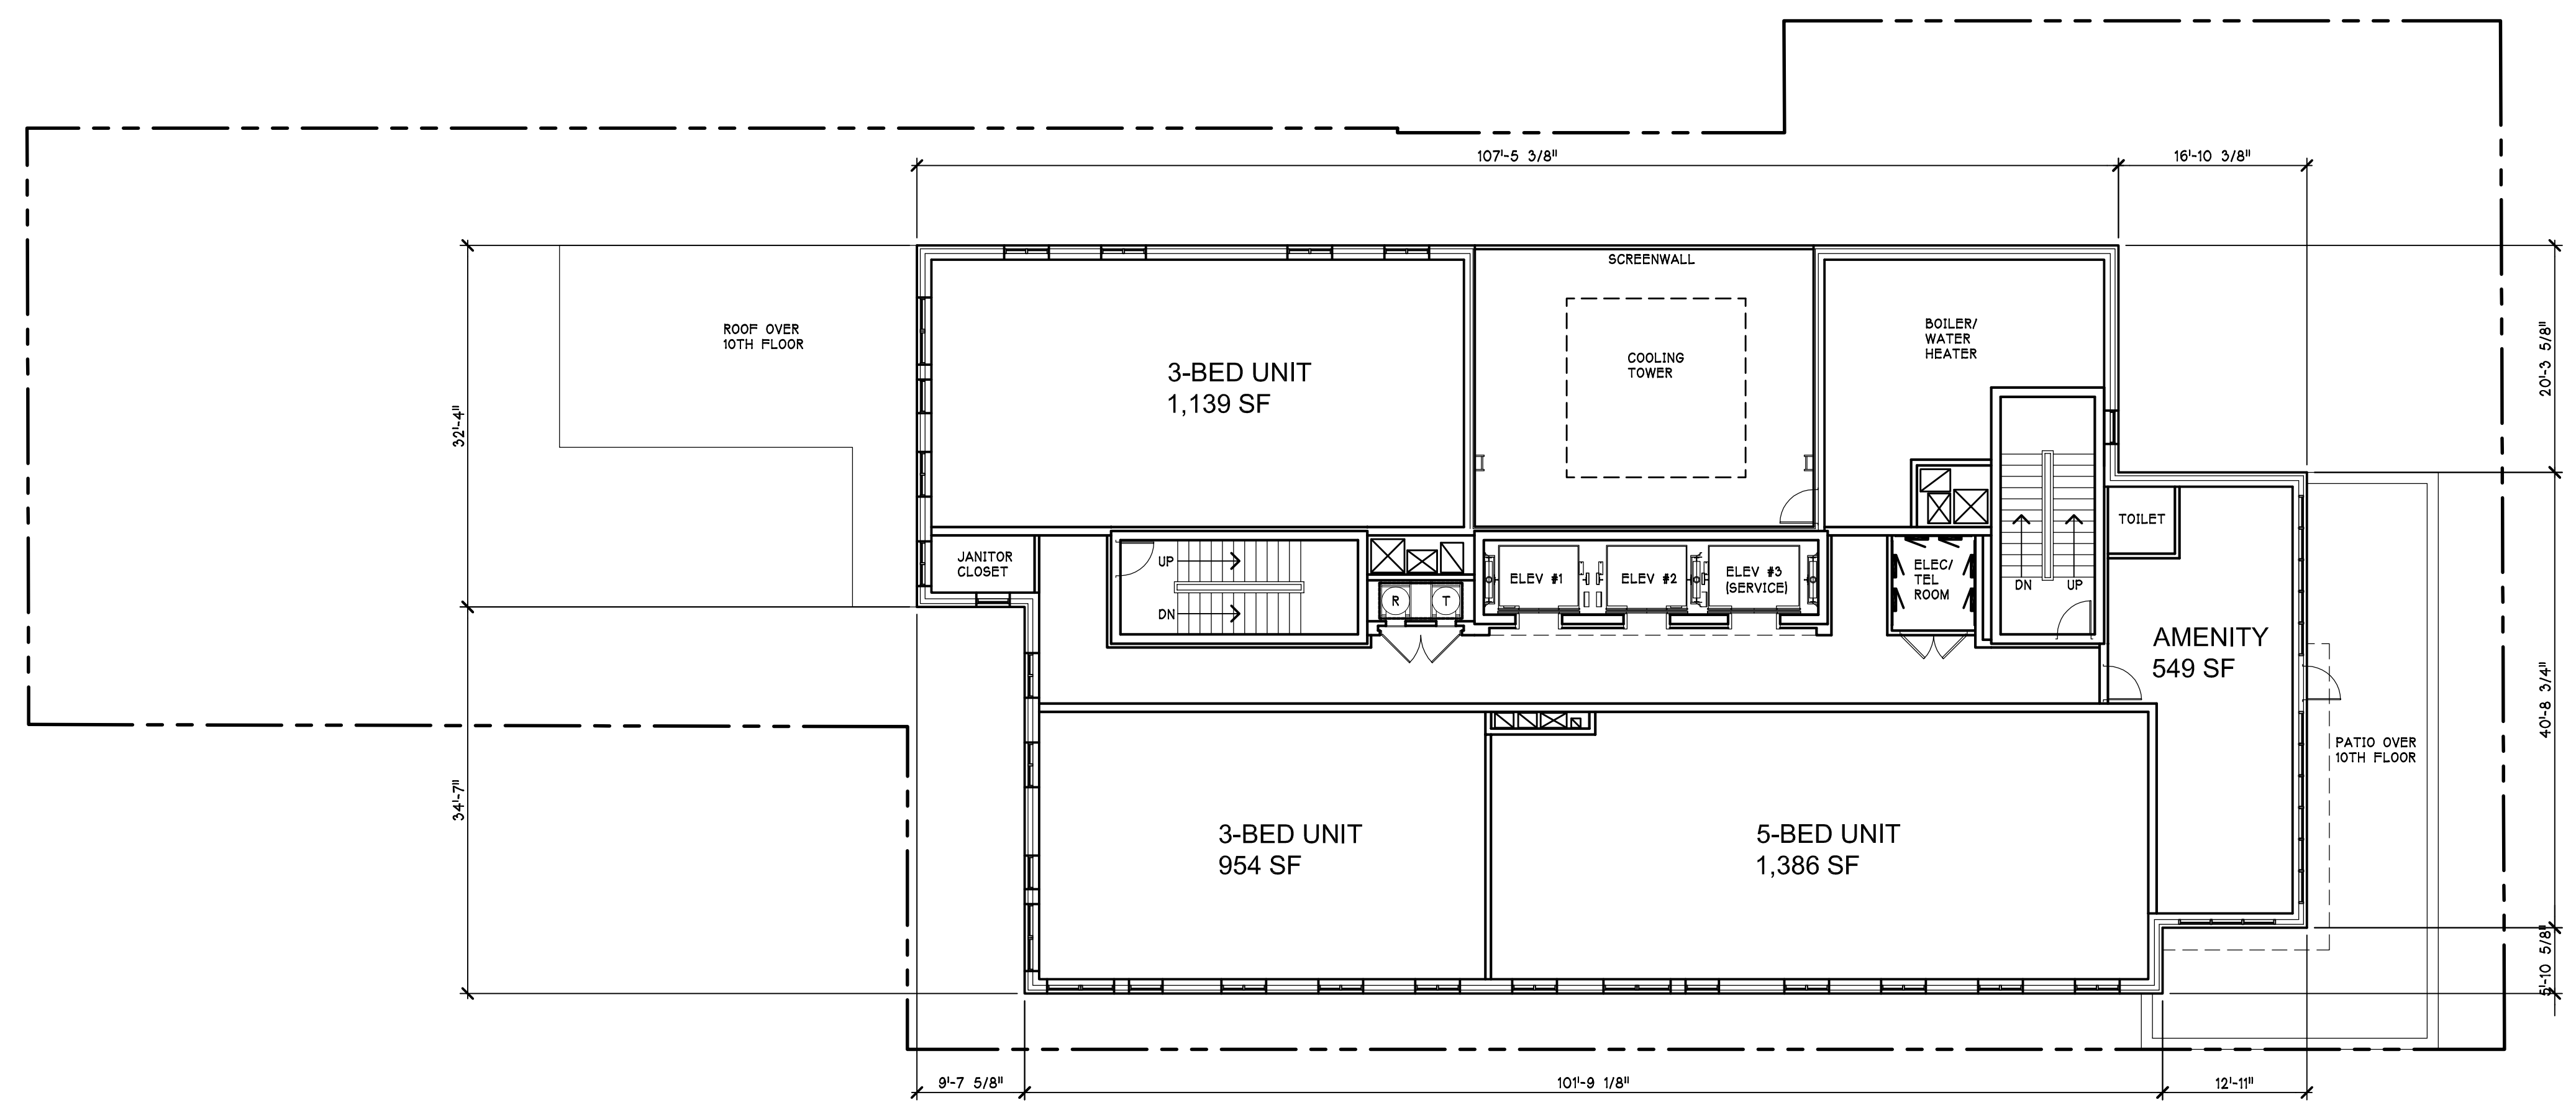 107'-5 3/8"
16'-10 3/8"
SCREENWALL
ROOF OVER
10TH FLOOR
3-BED UNIT
1,139 SF
COOLING
TOWER
BOILER/
WATER
HEATER
20'-3 5/8"
32'-4"
JANITOR
CLOSET
UP
DN
R
T
ELEV #1
ELEV #2
ELEV #3
(SERVICE)
ELEC/
TEL
ROOM
DN
UP
TOILET
AMENITY
549 SF
40'-8 3/4"
PATIO OVER
10TH FLOOR
34'-7"
3-BED UNIT
954 SF
5-BED UNIT
1,386 SF
5'-10 5/8"
9'-7 5/8"
101'-9 1/8"
12'-11"